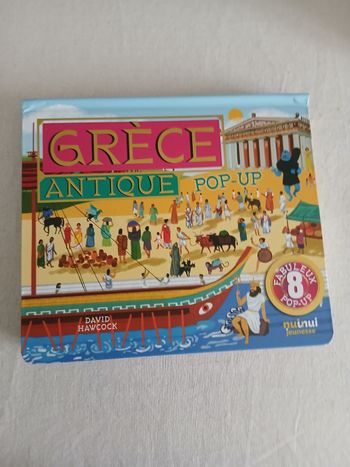 GRÈCE
ANTIQUE POP-UP
FABULEUX
8
POP-UP
DAVID
HAWCOCK
nuinui
jeunesse